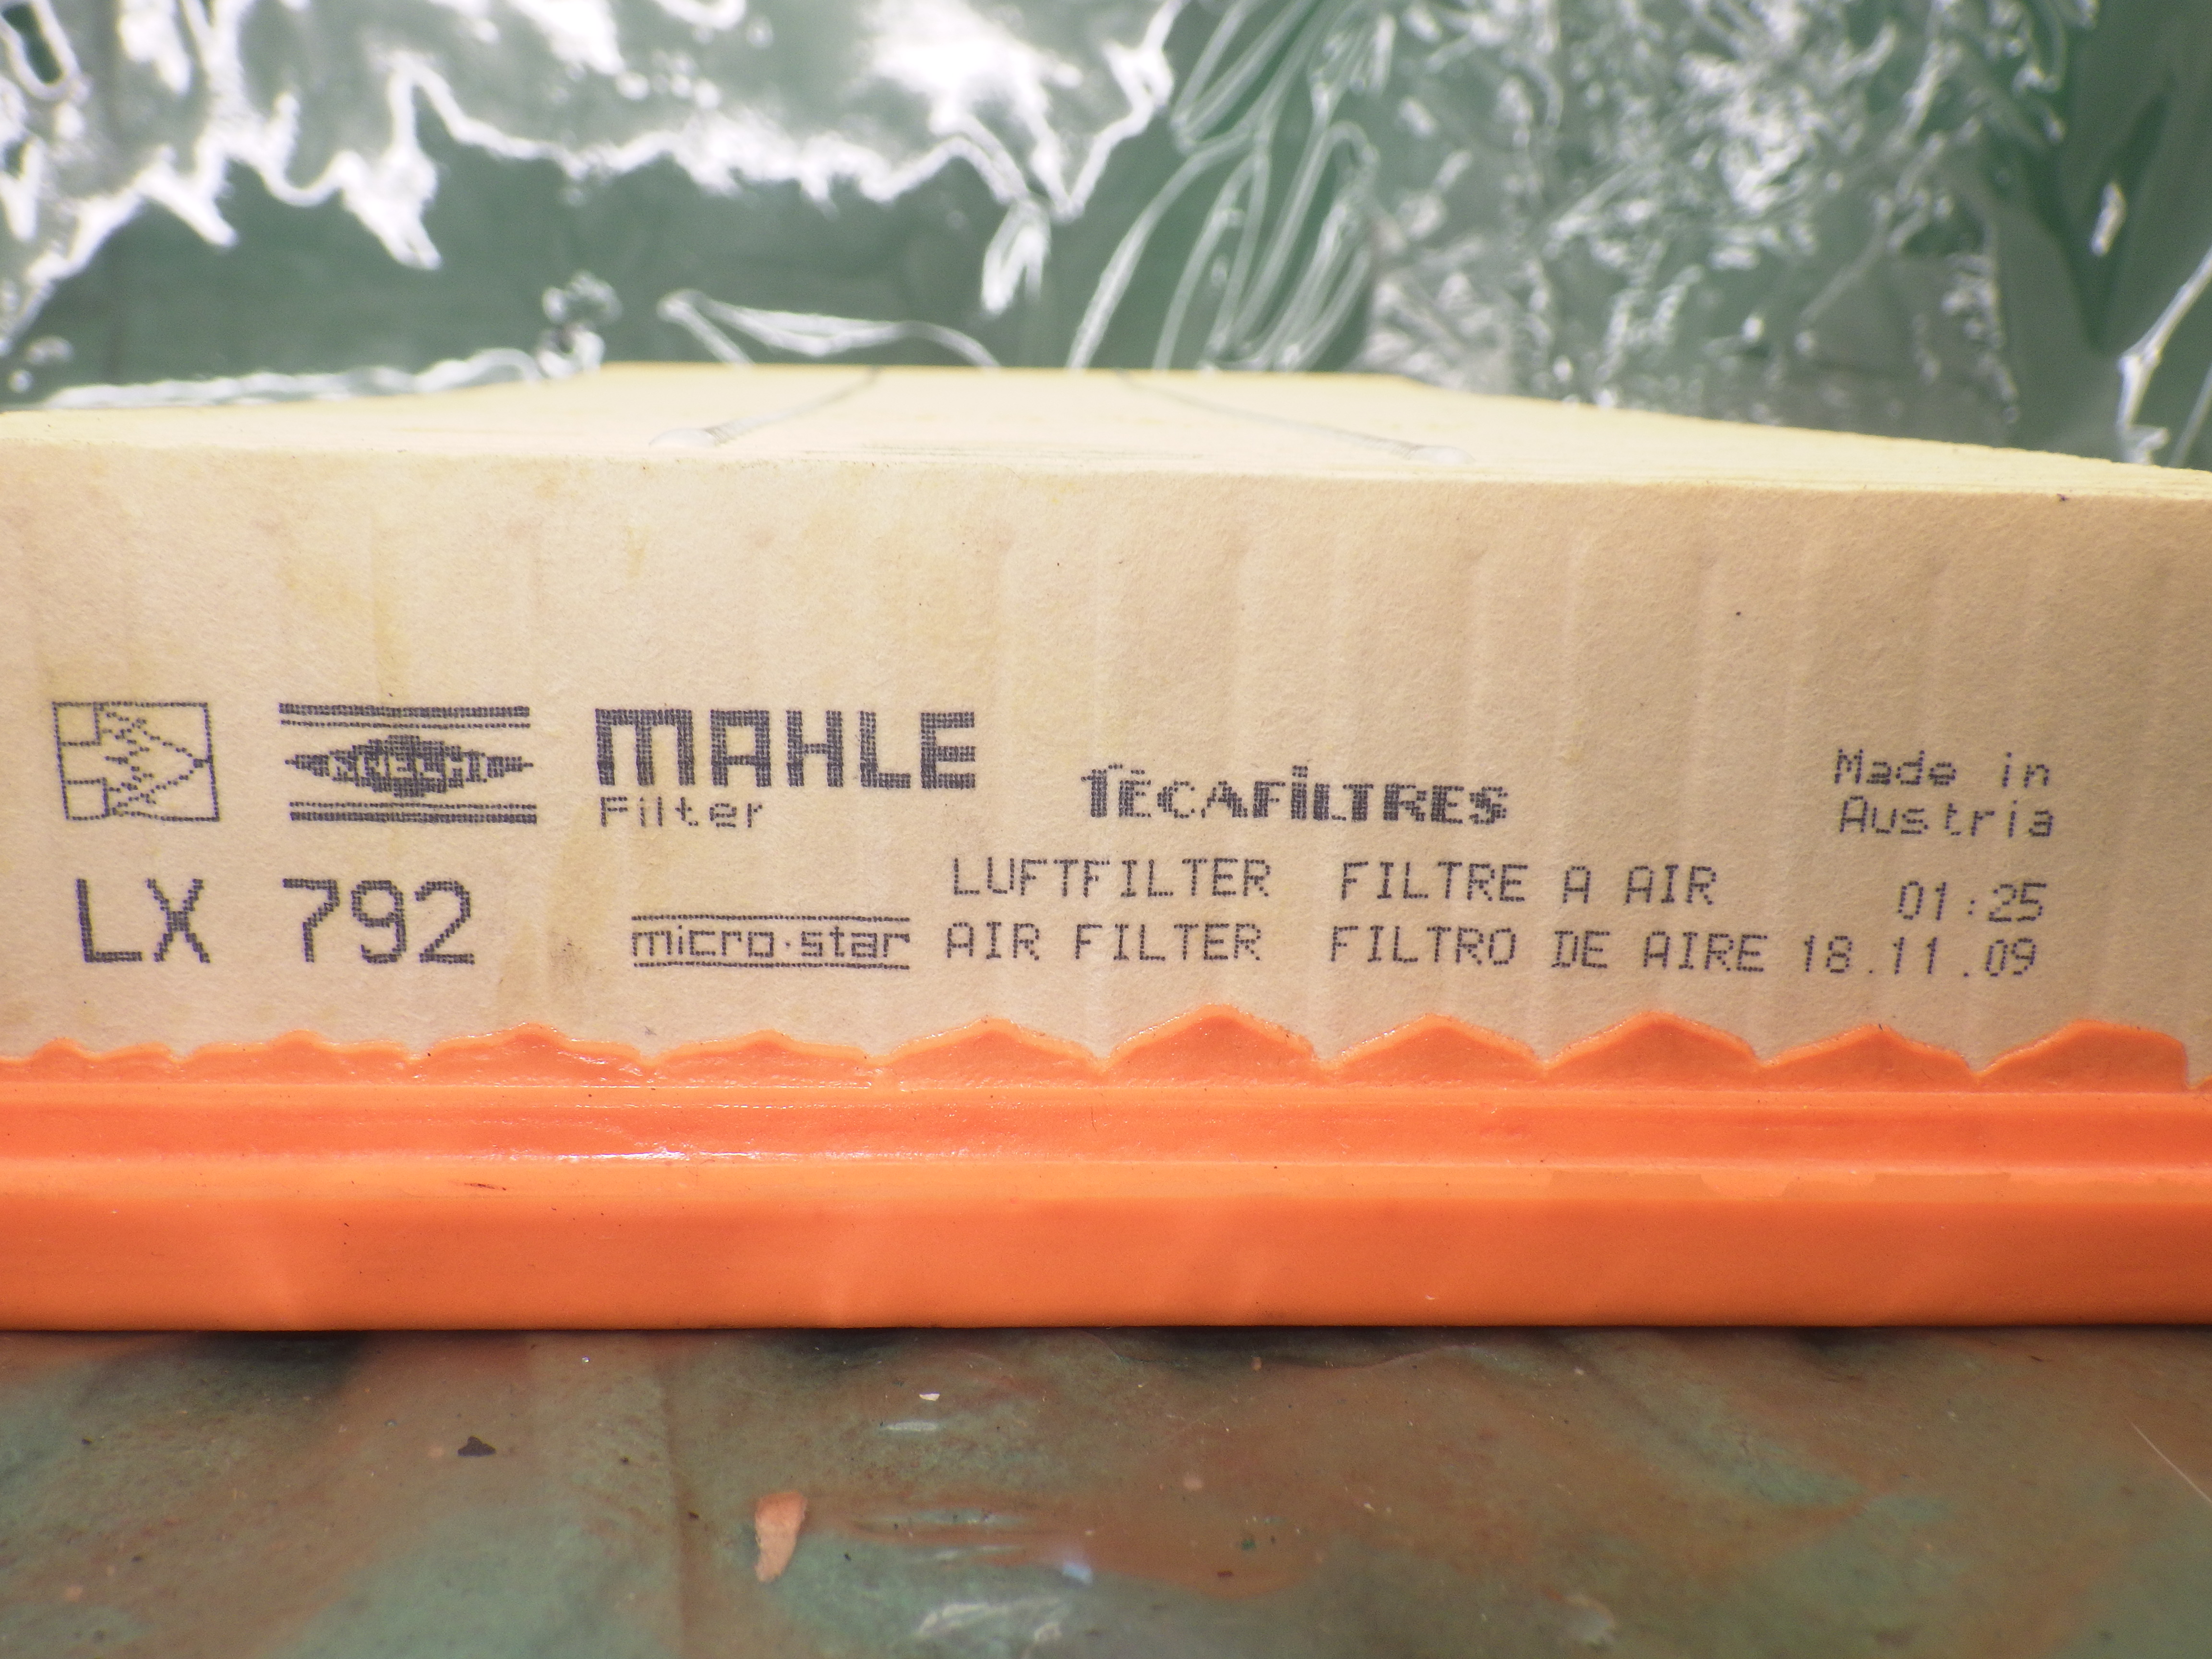 MAHLE
Filter
TECAFILTRES
Made in
Austria
LX 792
micro·star
LUFTFILTER FILTRE A AIR
AIR FILTER FILTRO DE AIRE
01:25
18.11.09